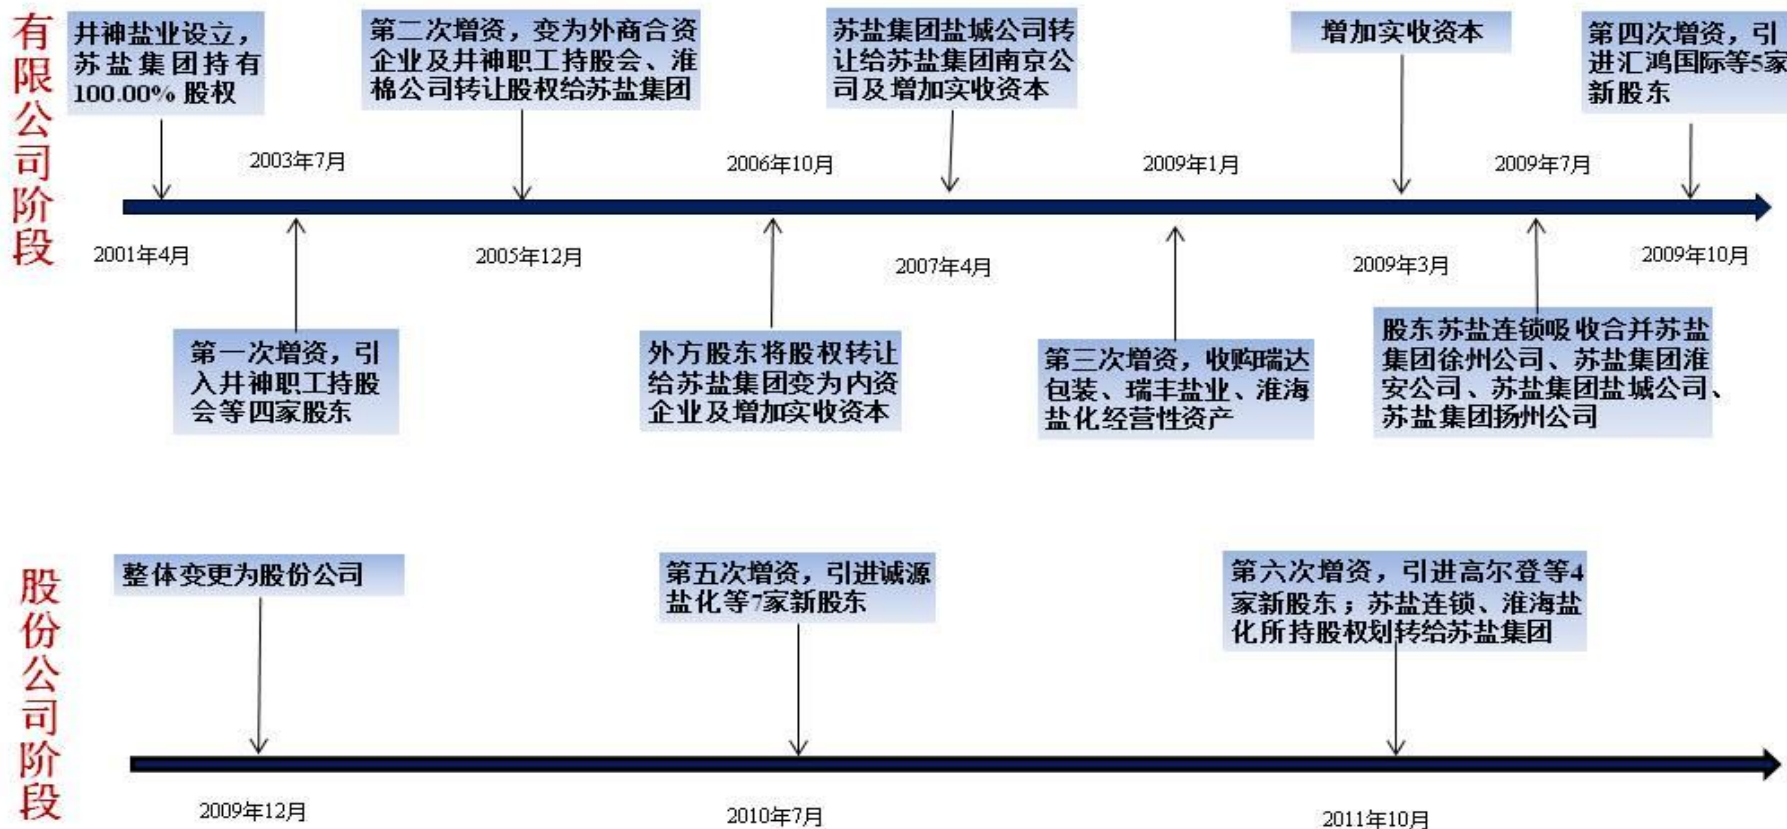 有限公司阶段
井神盐业设立，
苏盐集团持有
100.00% 股权
第二次增资，变为外商合资
企业及井神职工持股会、淮
棉公司转让股权给苏盐集团
苏盐集团盐城公司转
让给苏盐集团南京公
司及增加实收资本
增加实收资本
第四次增资，引
进汇鸿国际等5家
新股东
2003年7月
2006年10月
2009年1月
2009年7月
2001年4月
2005年12月
2007年4月
2009年3月
2009年10月
第一次增资，引
入井神职工持股
会等四家股东
外方股东将股权转让
给苏盐集团变为内资
企业及增加实收资本
第三次增资，收购瑞达
包装、瑞丰盐业、淮海
盐化经营性资产
股东苏盐连锁吸收合并苏盐
集团徐州公司、苏盐集团淮
安公司、苏盐集团盐城公司、
苏盐集团扬州公司
股份公司阶段
整体变更为股份公司
第五次增资，引进诚源
盐化等7家新股东
第六次增资，引进高尔登等4
家新股东；苏盐连锁、淮海盐
化所持股权划转给苏盐集团
2009年12月
2010年7月
2011年10月